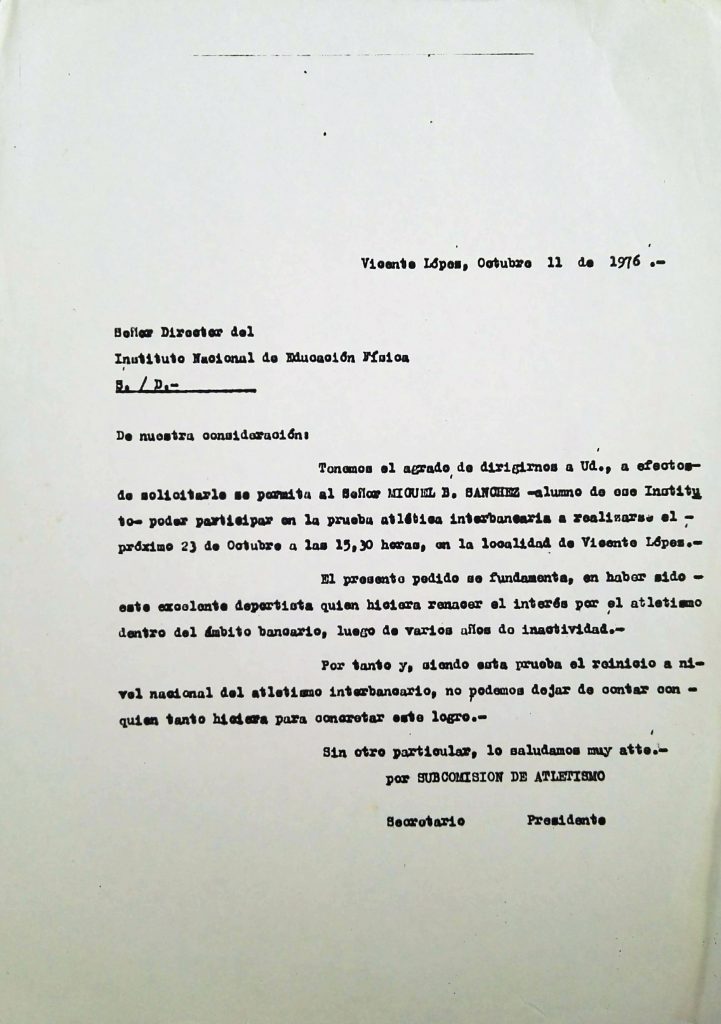 Vicente López, Octubre 11 de 1976 .-
Señor Director del
Instituto Nacional de Educación Física
S. / D.-
De nuestra consideración:
Tenemos el agrado de dirigirnos a Ud., a efectos-
de solicitarle se permita al Señor MIGUEL B. SANCHEZ -alumno de ese Institu
to- poder participar en la prueba atlética interbancaria a realizarse el -
próximo 23 de Octubre a las 15,30 horas, en la localidad de Vicente López.-
El presente pedido se fundamenta, en haber sido -
este excelente deportista quien hiciera renacer el interés por el atletismo
dentro del ámbito bancario, luego de varios años de inactividad.-
Por tanto y, siendo esta prueba el reinicio a ni-
vel nacional del atletismo interbancario, no podemos dejar de contar con -
quien tanto hiciera para concretar este logro.-
Sin otro particular, lo saludamos muy atte.-
por SUBCOMISION DE ATLETISMO
Secretario Presidente